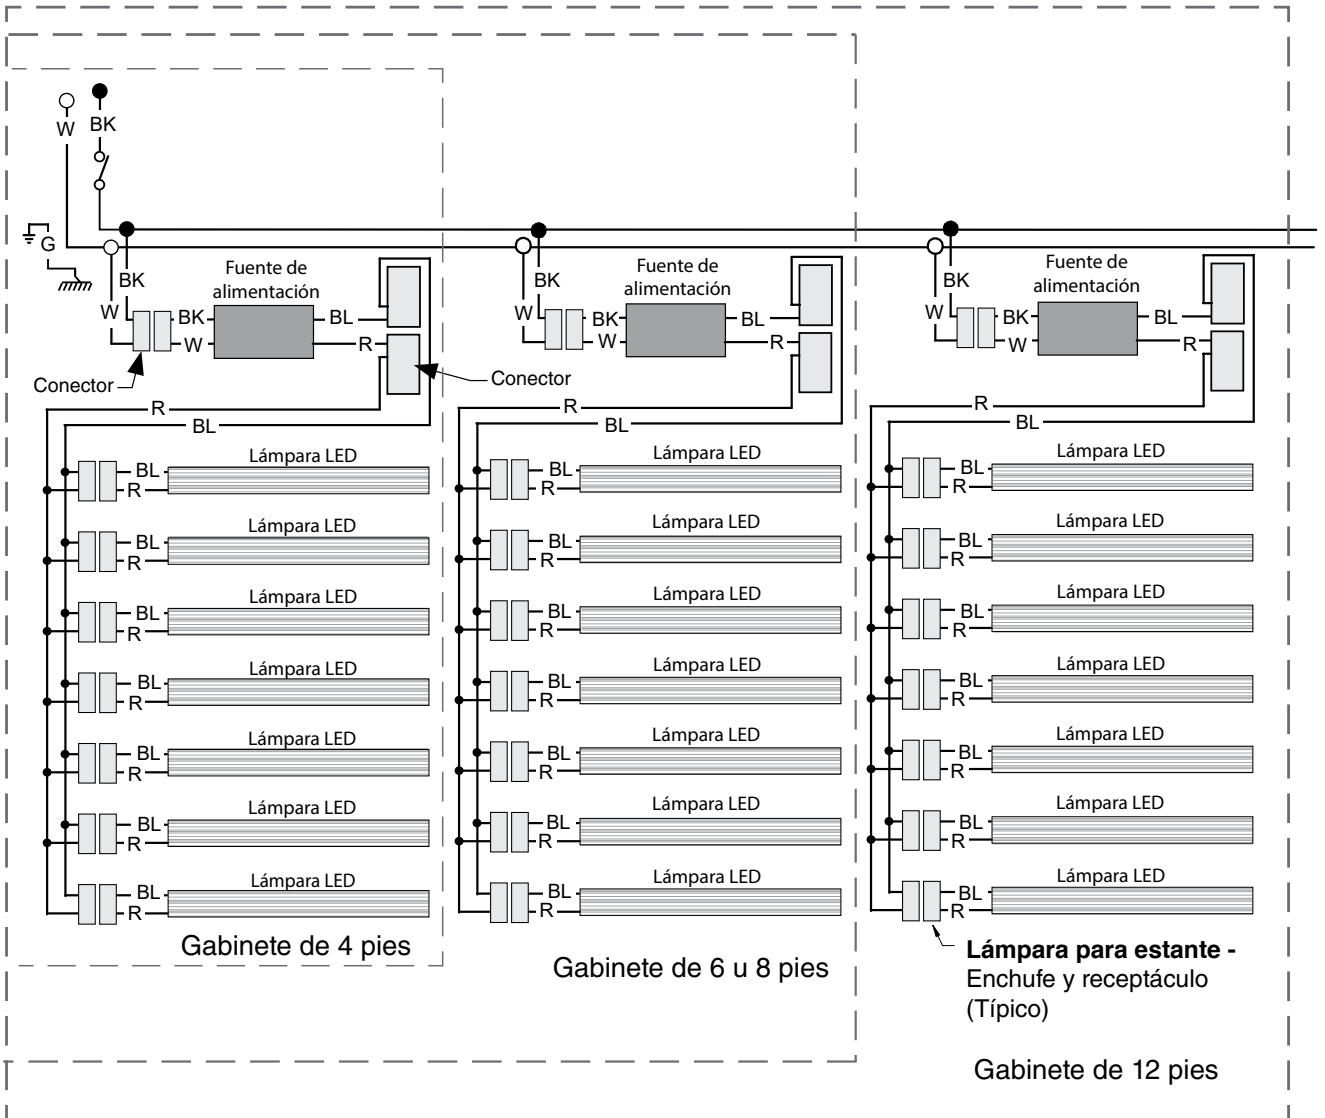 W
BK
G
BK
W
Fuente de
alimentación
BK
W
BL
R
Conector
Conector
R
BL
Lámpara LED
BL
R
Lámpara LED
BL
R
Lámpara LED
BL
R
Lámpara LED
BL
R
Lámpara LED
BL
R
Lámpara LED
BL
R
Lámpara LED
BL
R
Gabinete de 4 pies
BK
W
Fuente de
alimentación
BK
W
BL
R
R
BL
Lámpara LED
BL
R
Lámpara LED
BL
R
Lámpara LED
BL
R
Lámpara LED
BL
R
Lámpara LED
BL
R
Lámpara LED
BL
R
Lámpara LED
BL
R
Gabinete de 6 u 8 pies
BK
W
Fuente de
alimentación
BK
W
BL
R
R
BL
Lámpara LED
BL
R
Lámpara LED
BL
R
Lámpara LED
BL
R
Lámpara LED
BL
R
Lámpara LED
BL
R
Lámpara LED
BL
R
Lámpara LED
BL
R
Lámpara para estante -
Enchufe y receptáculo
(Típico)
Gabinete de 12 pies